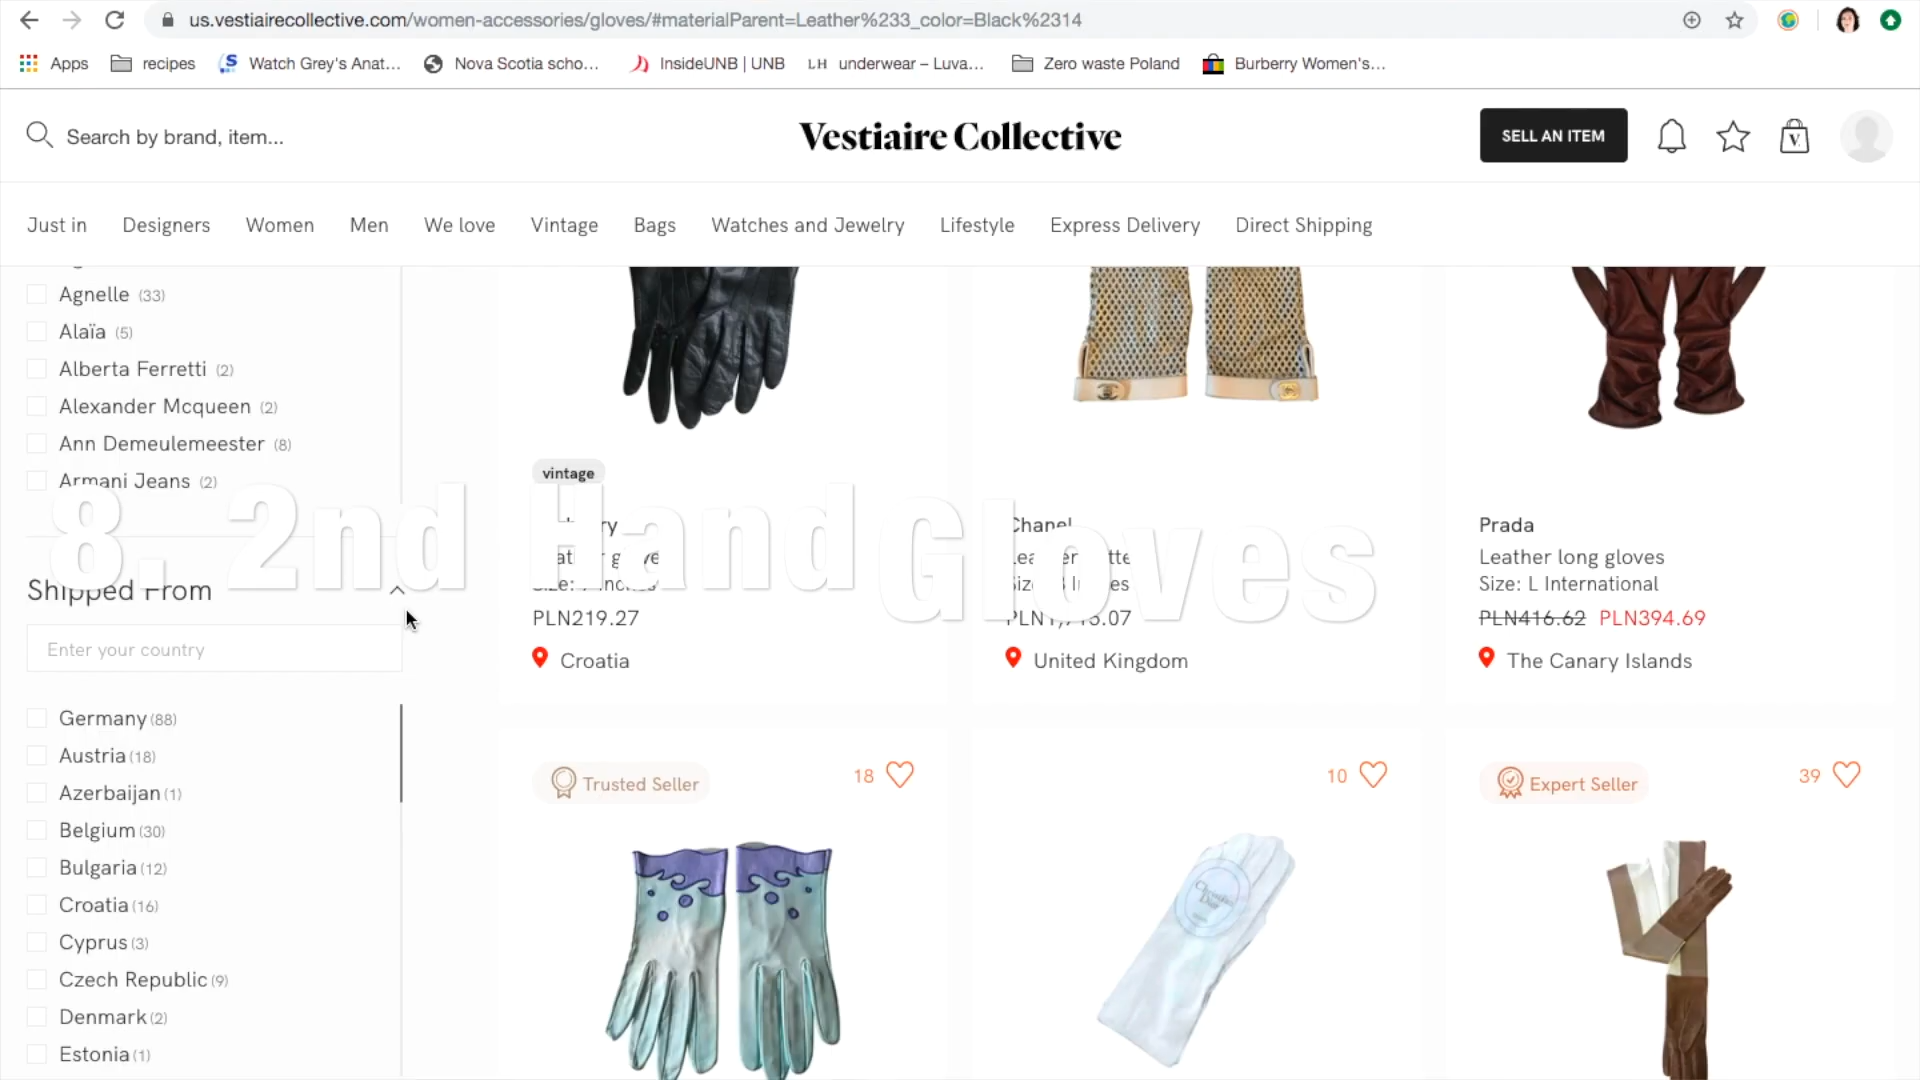 us.vestiairecollective.com/women-accessories/gloves/#materialParent=Leather%233_color=Black%2314
Apps recipes Watch Grey's Anat... Nova Scotia scho... InsideUNB | UNB LH underwear – Luva... Zero waste Poland Burberry Women's...
Search by brand, item...
Vestiaire Collective
SELL AN ITEM
V
Just in Designers Women Men We love Vintage Bags Watches and Jewelry Lifestyle Express Delivery Direct Shipping
Agnelle (33)
Alaïa (5)
Alberta Ferretti (2)
Alexander Mcqueen (2)
Ann Demeulemeester (8)
Armani Jeans (2)
8. 2nd Hand Gloves
Shipped From
Enter your country
Germany (88)
Austria (18)
Azerbaijan (1)
Belgium (30)
Bulgaria (12)
Croatia (16)
Cyprus (3)
Czech Republic (9)
Denmark (2)
Estonia (1)
vintage
PLN219.27
Croatia
Chanel
United Kingdom
Prada
Leather long gloves
Size: L International
PLN416.62 PLN394.69
The Canary Islands
Trusted Seller
18
10
Christian Dior
Expert Seller
39